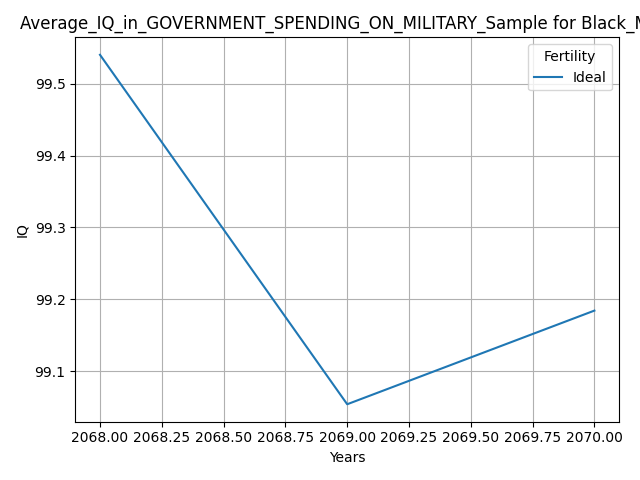 Average_IQ_in_GOVERNMENT_SPENDING_ON_MILITARY_Sample for Black_
Fertility
Ideal
99.5
99.4
99.3
99.2
99.1
IQ
2068.00 2068.25 2068.50 2068.75 2069.00 2069.25 2069.50 2069.75 2070.00
Years